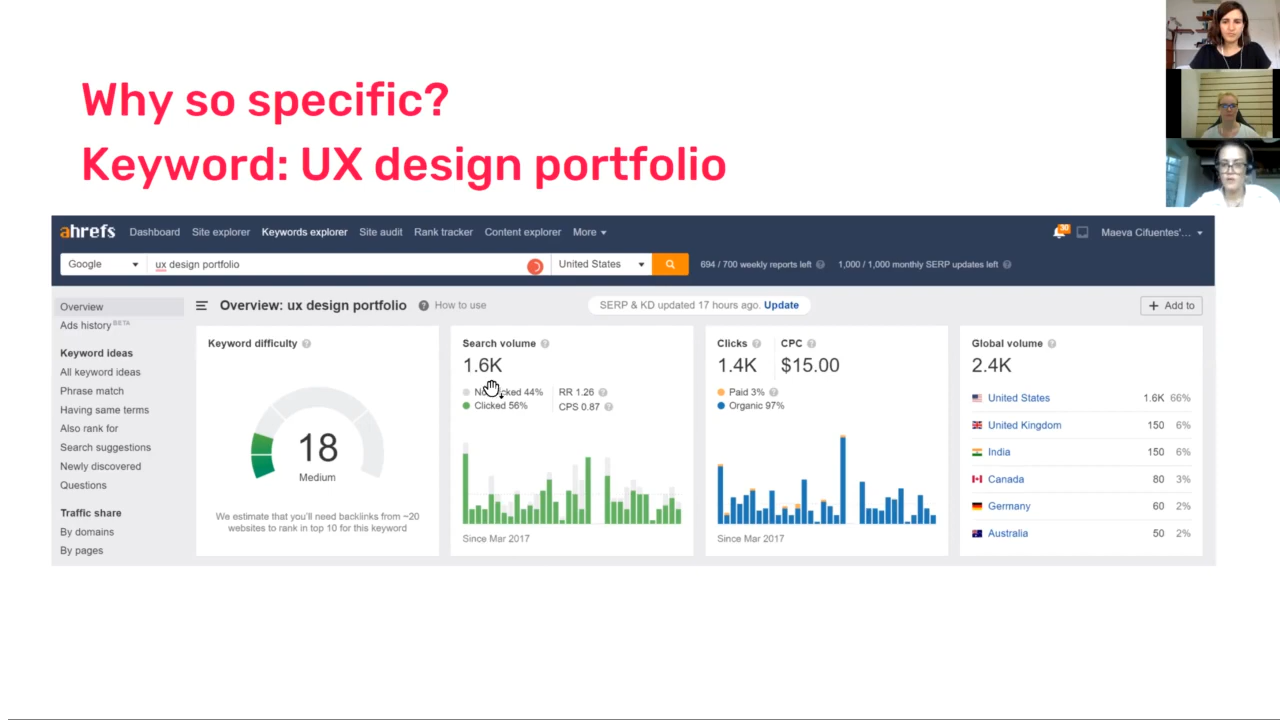 Why so specific?
Keyword: UX design portfolio
ahrefs Dashboard Site explorer Keywords explorer Site audit Rank tracker Content explorer More 30 Maeva Cifuentes'...
Google ux design portfolio United States 694 / 700 weekly reports left 1,000 / 1,000 monthly SERP updates left
Overview
Ads history BETA
Keyword ideas
All keyword ideas
Phrase match
Having same terms
Also rank for
Search suggestions
Newly discovered
Questions
Traffic share
By domains
By pages
Overview: ux design portfolio ? How to use SERP & KD updated 17 hours ago. Update + Add to
Keyword difficulty ?
18
Medium
We estimate that you'll need backlinks from ~20
websites to rank in top 10 for this keyword
Search volume ?
1.6K
44% RR 1.26 ?
Clicked 56% CPS 0.87 ?
Since Mar 2017
Clicks ? CPC ?
1.4K $15.00
Paid 3% ?
Organic 97%
Since Mar 2017
Global volume ?
2.4K
United States 1.6K 66%
United Kingdom 150 6%
India 150 6%
Canada 80 3%
Germany 60 2%
Australia 50 2%